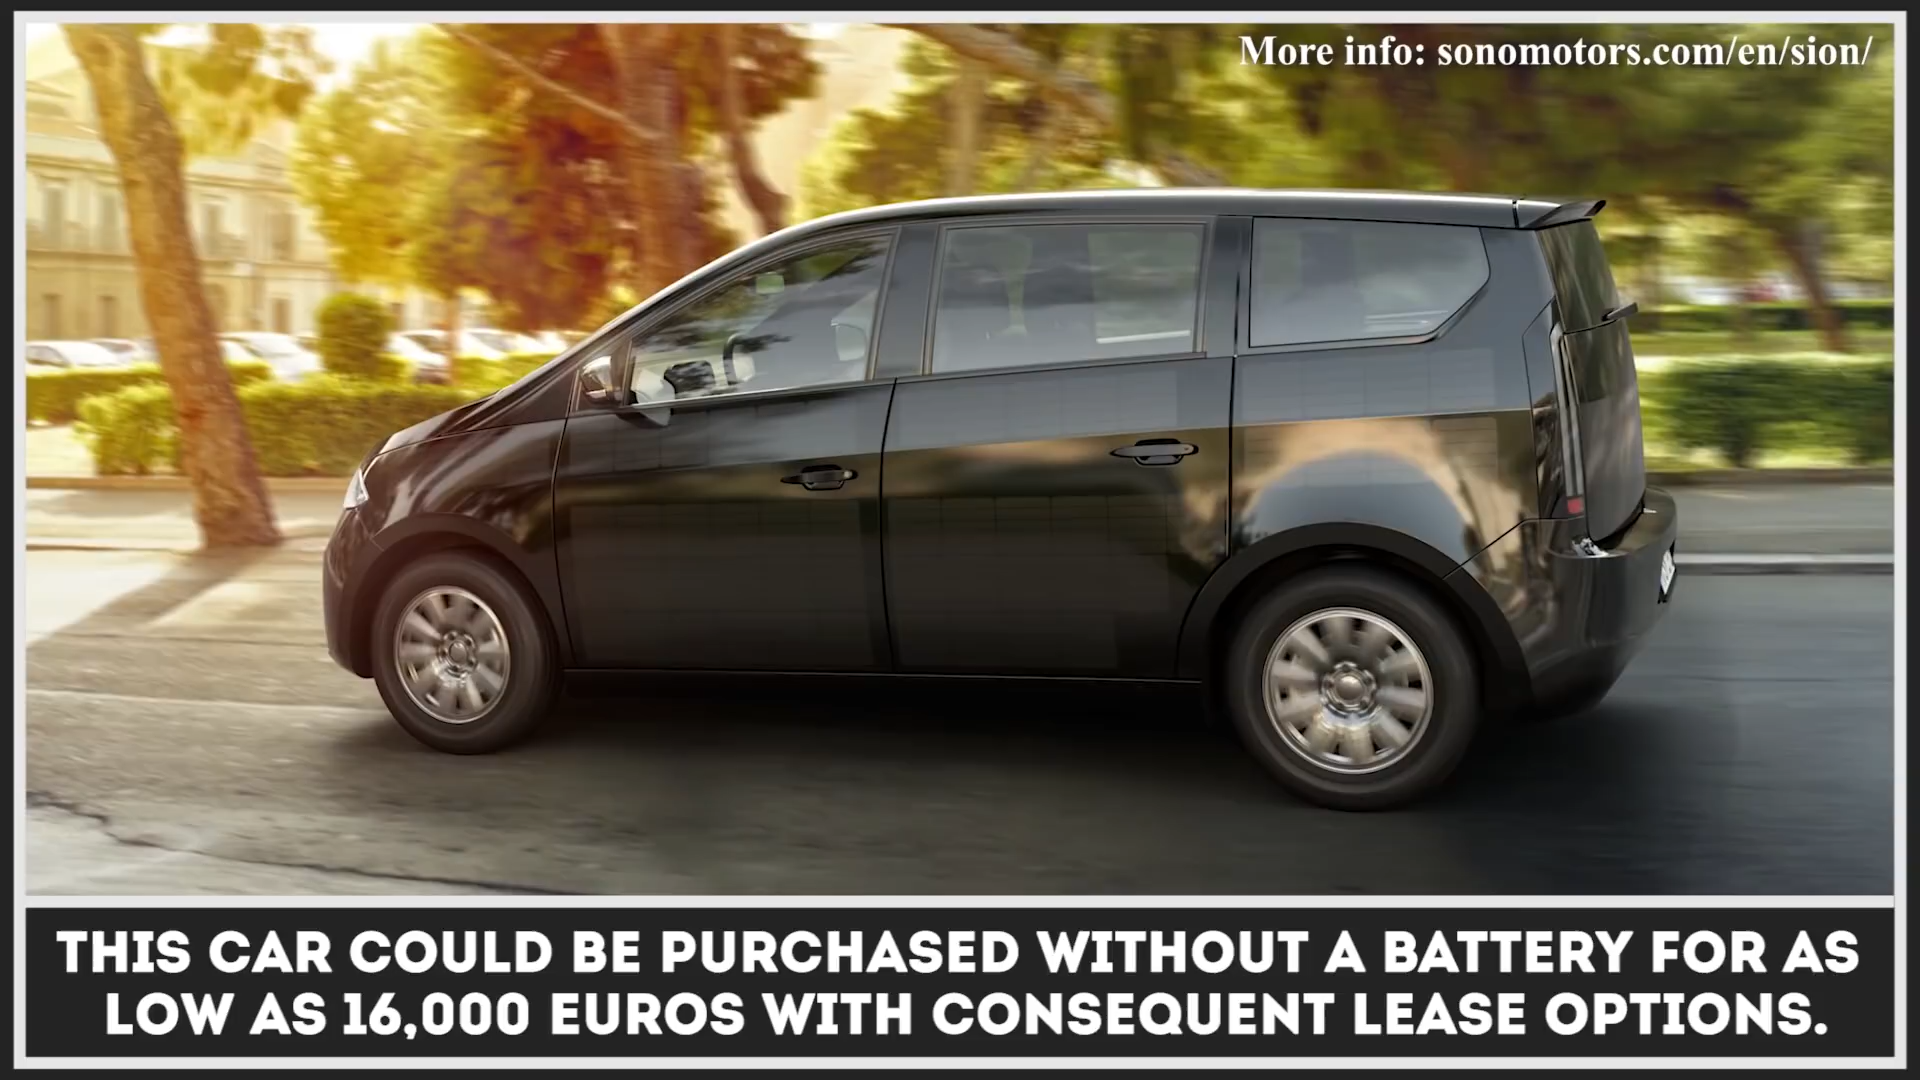 More info: sonomotors.com/en/sion/
THIS CAR COULD BE PURCHASED WITHOUT A BATTERY FOR AS
LOW AS 16,000 EUROS WITH CONSEQUENT LEASE OPTIONS.